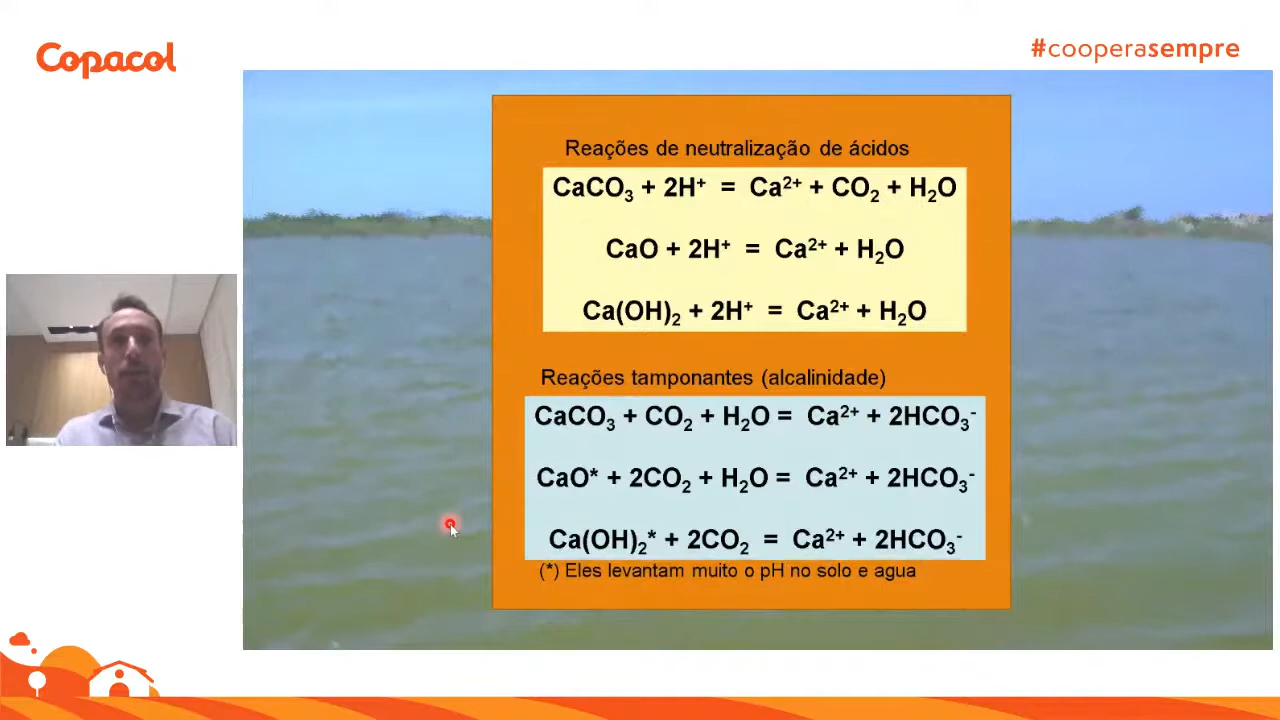 Copacol
#cooperasempre
Reações de neutralização de ácidos
CaCO₃ + 2H⁺ = Ca²⁺ + CO₂ + H₂O
CaO + 2H⁺ = Ca²⁺ + H₂O
Ca(OH)₂ + 2H⁺ = Ca²⁺ + H₂O
Reações tamponantes (alcalinidade)
CaCO₃ + CO₂ + H₂O = Ca²⁺ + 2HCO₃⁻
CaO* + 2CO₂ + H₂O = Ca²⁺ + 2HCO₃⁻
Ca(OH)₂* + 2CO₂ = Ca²⁺ + 2HCO₃⁻
(*) Eles levantam muito o pH no solo e agua